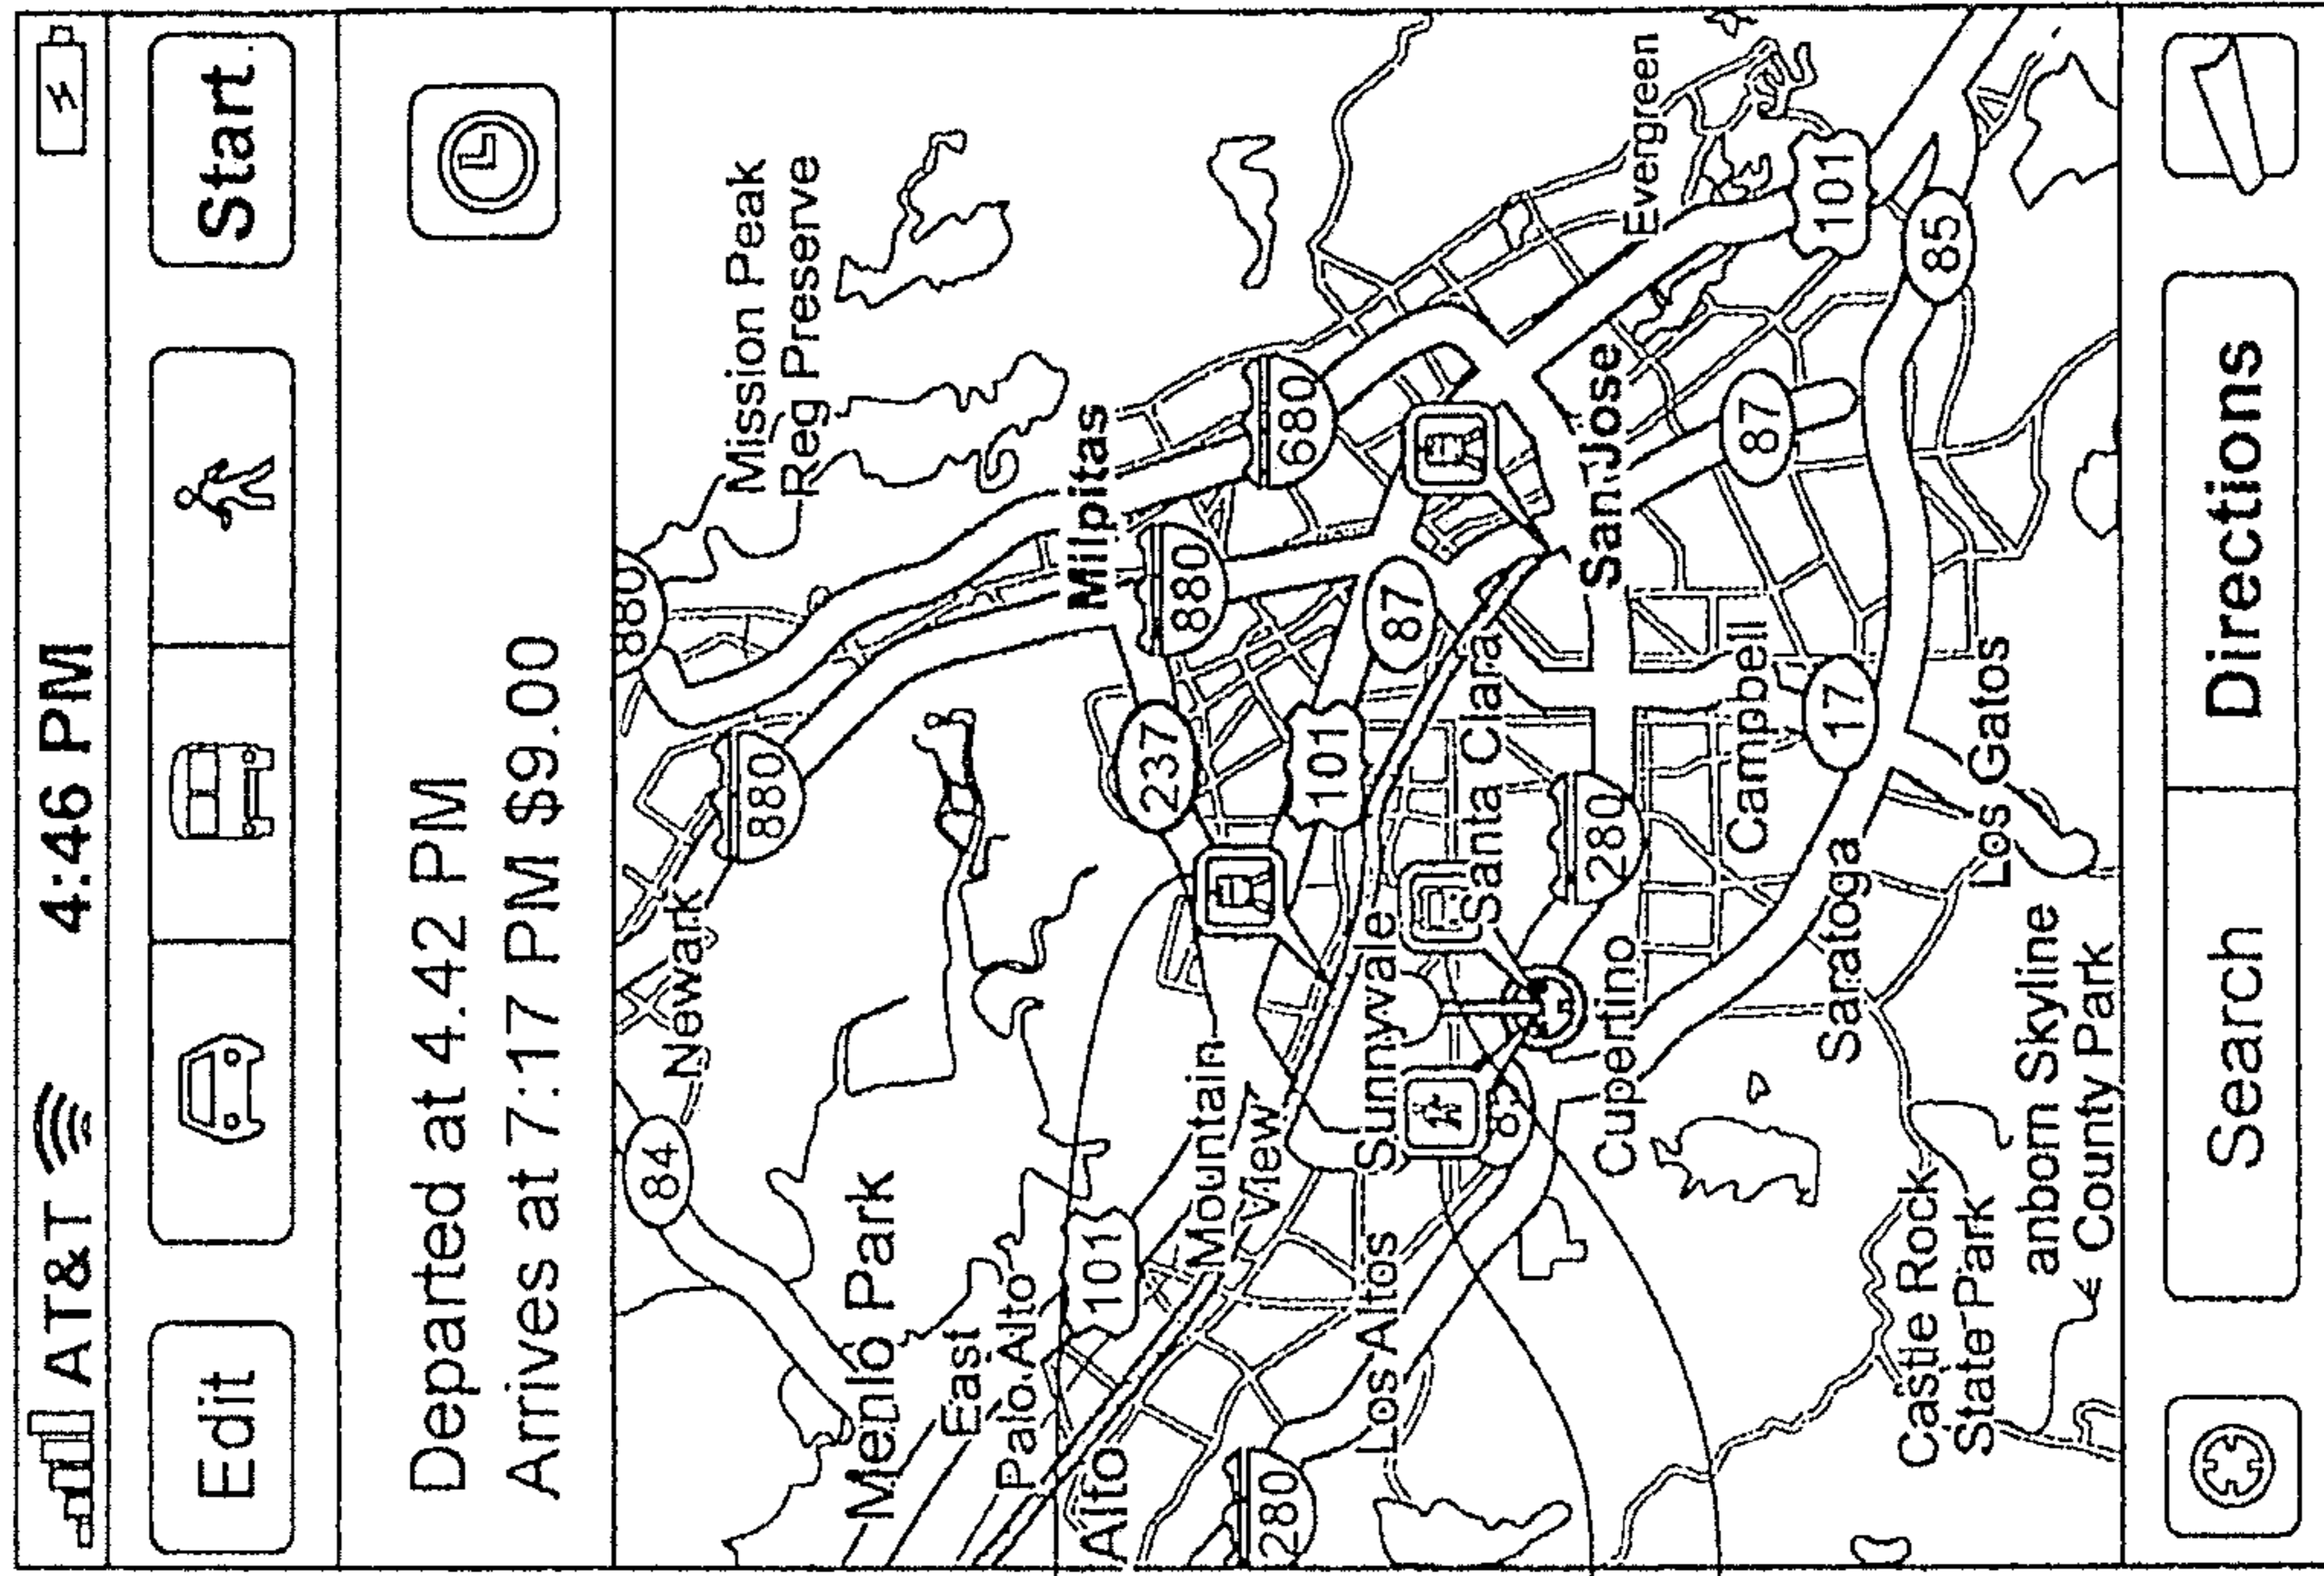 AT&T 4:46 PM
Edit Start
Departed at 4.42 PM
Arrives at 7:17 PM $9.00
880
Mission Peak
Reg Preserve
84
Newark
880
Menlo Park
East
Palo Alto
Milpitas
Alto
101
237
880
Mountain
View
280
101
680
87
Los Altos
Sunnyvale
Santa Clara
280
San Jose
Evergreen
Cupertino
Campbell
87
101
Saratoga
17
85
Castle Rock
State Park
Los Gatos
anborn Skyline
County Park
Search Directions